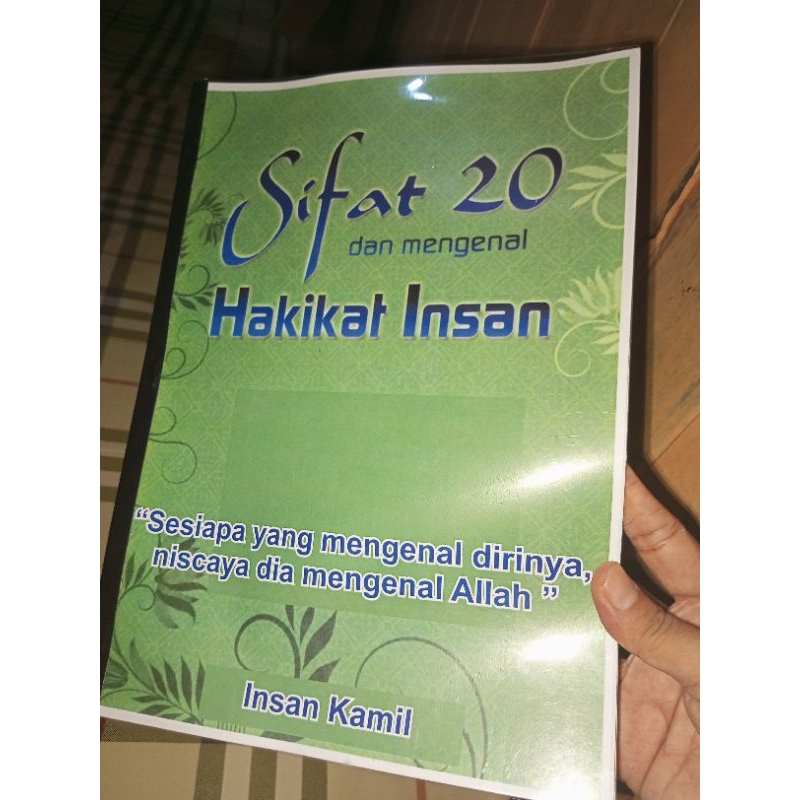 Sifat 20
dan mengenal
Hakikat Insan
“Sesiapa yang mengenal dirinya,
niscaya dia mengenal Allah ”
Insan Kamil